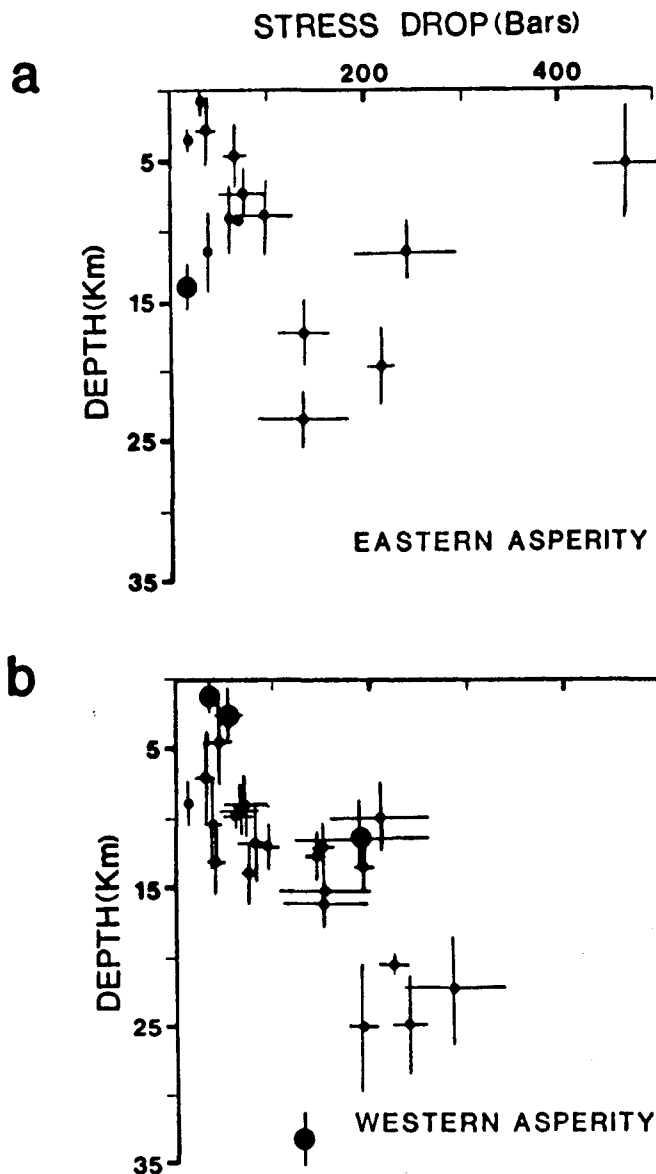 STRESS DROP(Bars)
a
200
400
5
15
25
35
DEPTH(Km)
EASTERN ASPERITY
b
5
15
25
35
DEPTH(Km)
WESTERN ASPERITY